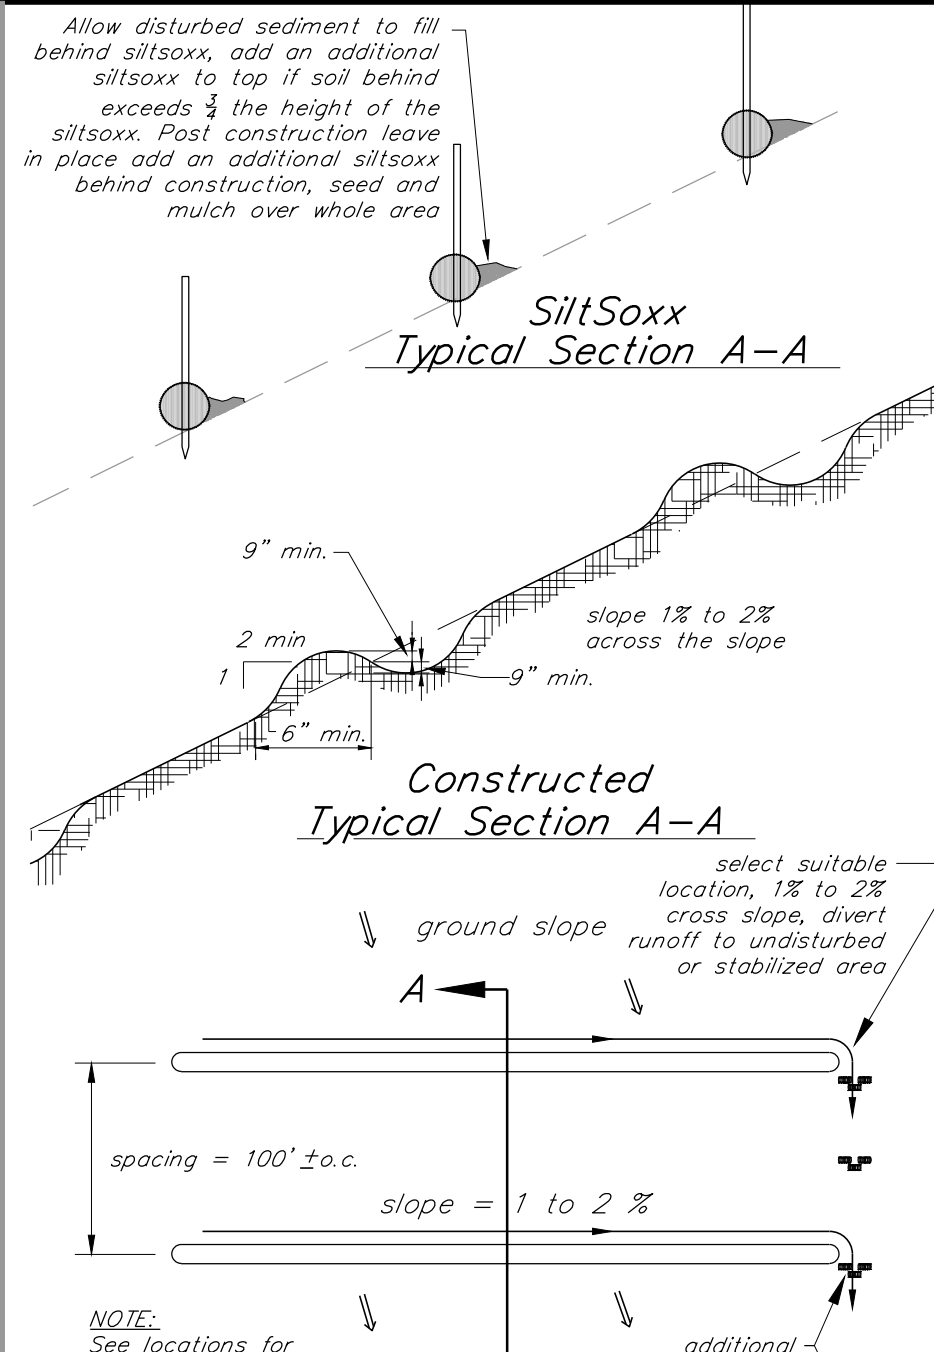 Allow disturbed sediment to fill
behind siltsoxx, add an additional
siltsoxx to top if soil behind
exceeds 3/4 the height of the
siltsoxx. Post construction leave
in place add an additional siltsoxx
behind construction, seed and
mulch over whole area
SiltSoxx
Typical Section A-A
9" min.
2 min
1
slope 1% to 2%
across the slope
9" min.
6" min.
Constructed
Typical Section A-A
select suitable
location, 1% to 2%
cross slope, divert
runoff to undisturbed
or stabilized area
ground slope
A
spacing = 100' ±o.c.
slope = 1 to 2 %
NOTE:
See locations for
additional